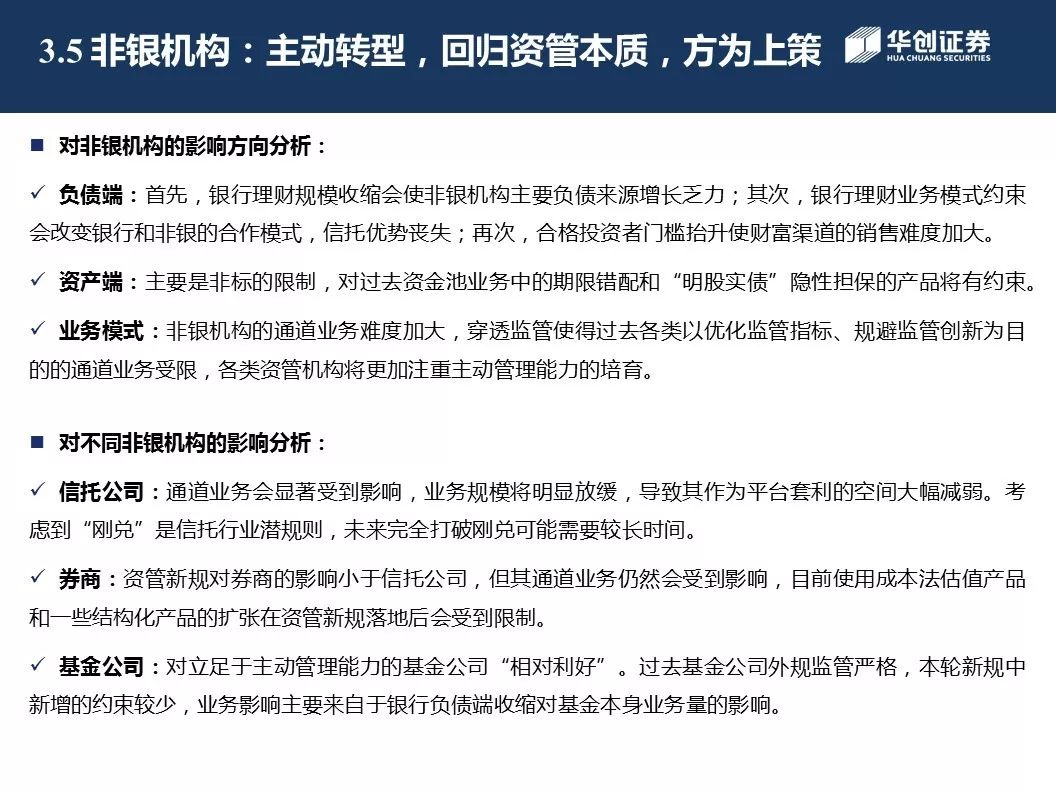 3.5 非银机构：主动转型，回归资管本质，方为上策
华创证券
HUA CHUANG SECURITIES
■ 对非银机构的影响方向分析：
✓ 负债端：首先，银行理财规模收缩会使非银机构主要负债来源增长乏力；其次，银行理财业务模式约束
会改变银行和非银的合作模式，信托优势丧失；再次，合格投资者门槛抬升使财富渠道的销售难度加大。
✓ 资产端：主要是非标的限制，对过去资金池业务中的期限错配和“明股实债”隐性担保的产品将有约束。
✓ 业务模式：非银机构的通道业务难度加大，穿透监管使得过去各类以优化监管指标、规避监管创新为目
的的通道业务受限，各类资管机构将更加注重主动管理能力的培育。
■ 对不同非银机构的影响分析：
✓ 信托公司：通道业务会显著受到影响，业务规模将明显放缓，导致其作为平台套利的空间大幅减弱。考
虑到“刚兑”是信托行业潜规则，未来完全打破刚兑可能需要较长时间。
✓ 券商：资管新规对券商的影响小于信托公司，但其通道业务仍然会受到影响，目前使用成本法估值产品
和一些结构化产品的扩张在资管新规落地后会受到限制。
✓ 基金公司：对立足于主动管理能力的基金公司“相对利好”。过去基金公司外规监管严格，本轮新规中
新增的约束较少，业务影响主要来自于银行负债端收缩对基金本身业务量的影响。